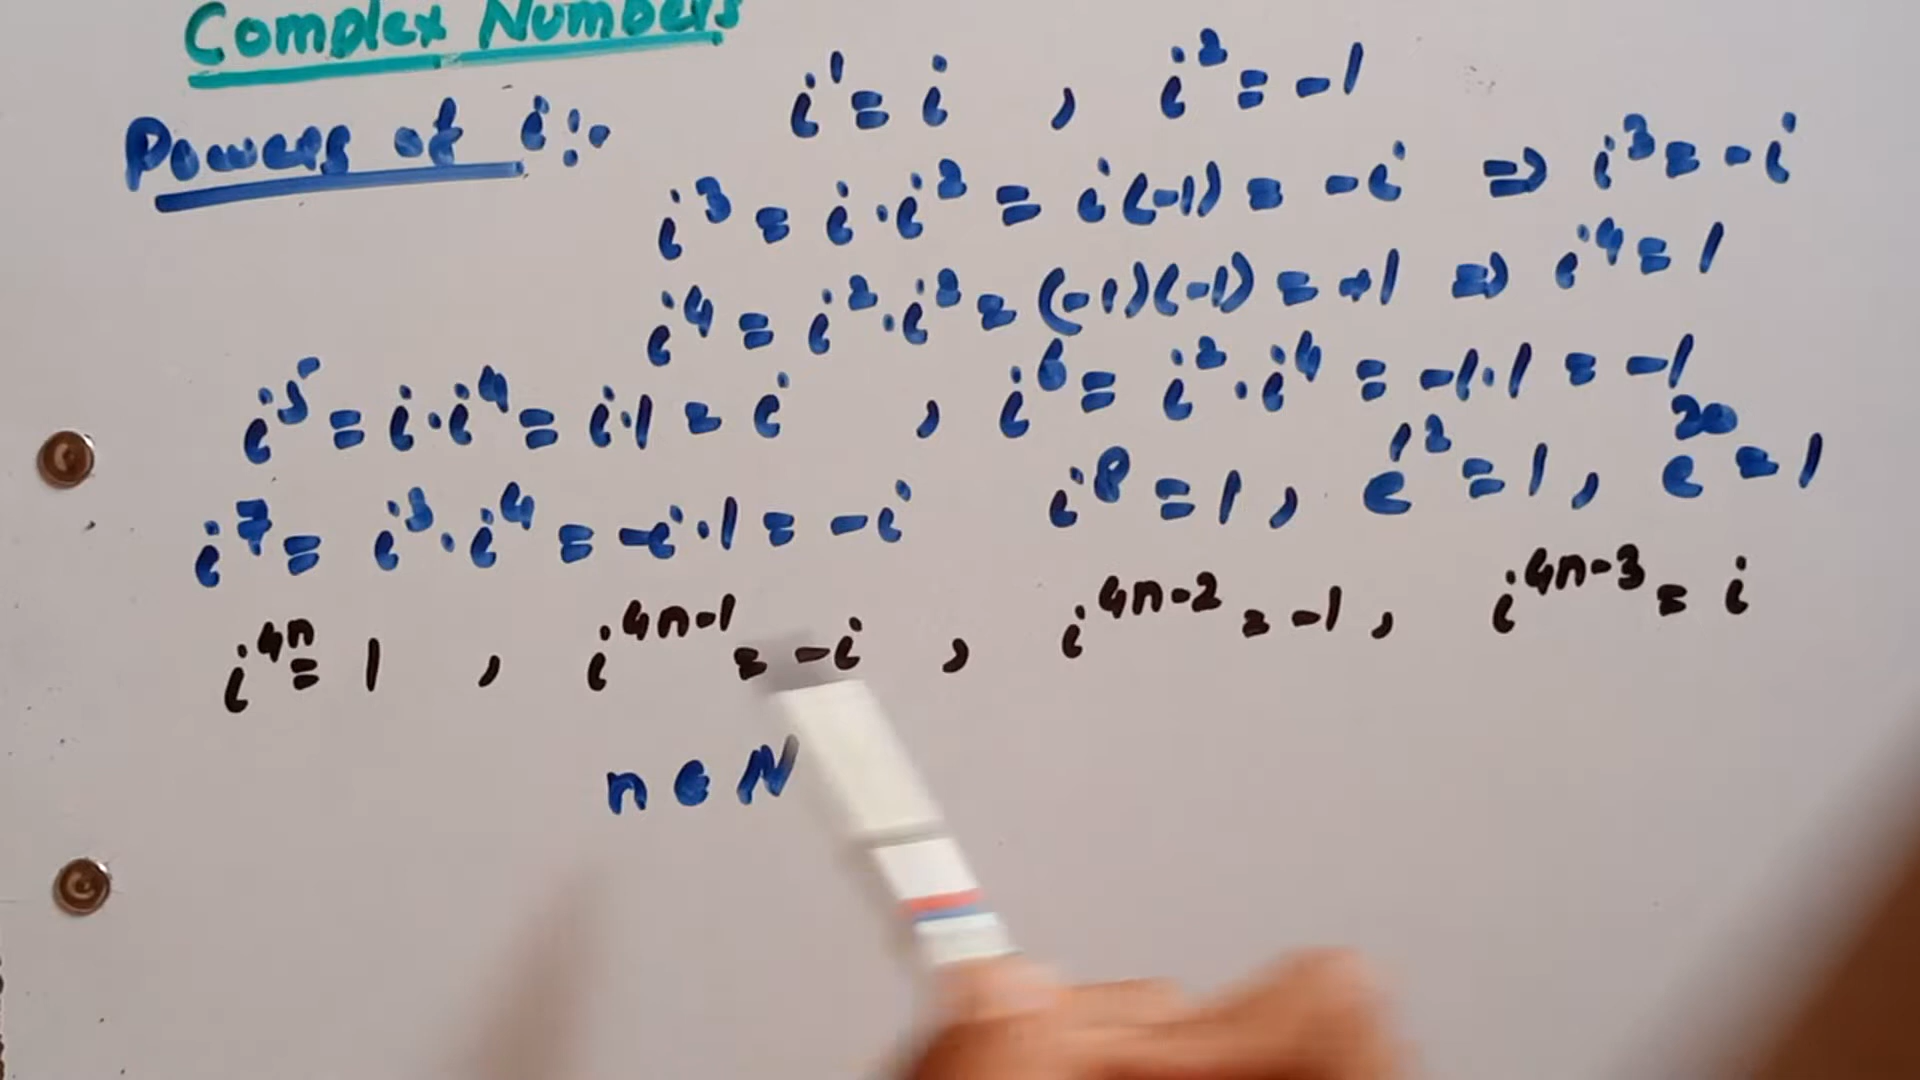 Complex Numbers
Powers of i:- i¹ = i , i² = -1
i³ = i·i² = i(-1) = -i ⇒ i³ = -i
i⁴ = i²·i² = (-1)(-1) = +1 ⇒ i⁴ = 1
i⁵ = i·i⁴ = i·1 = i , i⁶ = i²·i⁴ = -1·1 = -1
i⁷ = i³·i⁴ = -i·1 = -i i⁸ = 1 , i¹² = 1 , i²⁰ = 1
i⁴ⁿ = 1 , i⁴ⁿ⁻¹ = -i , i⁴ⁿ⁻² = -1 , i⁴ⁿ⁻³ = i
n ∈ N